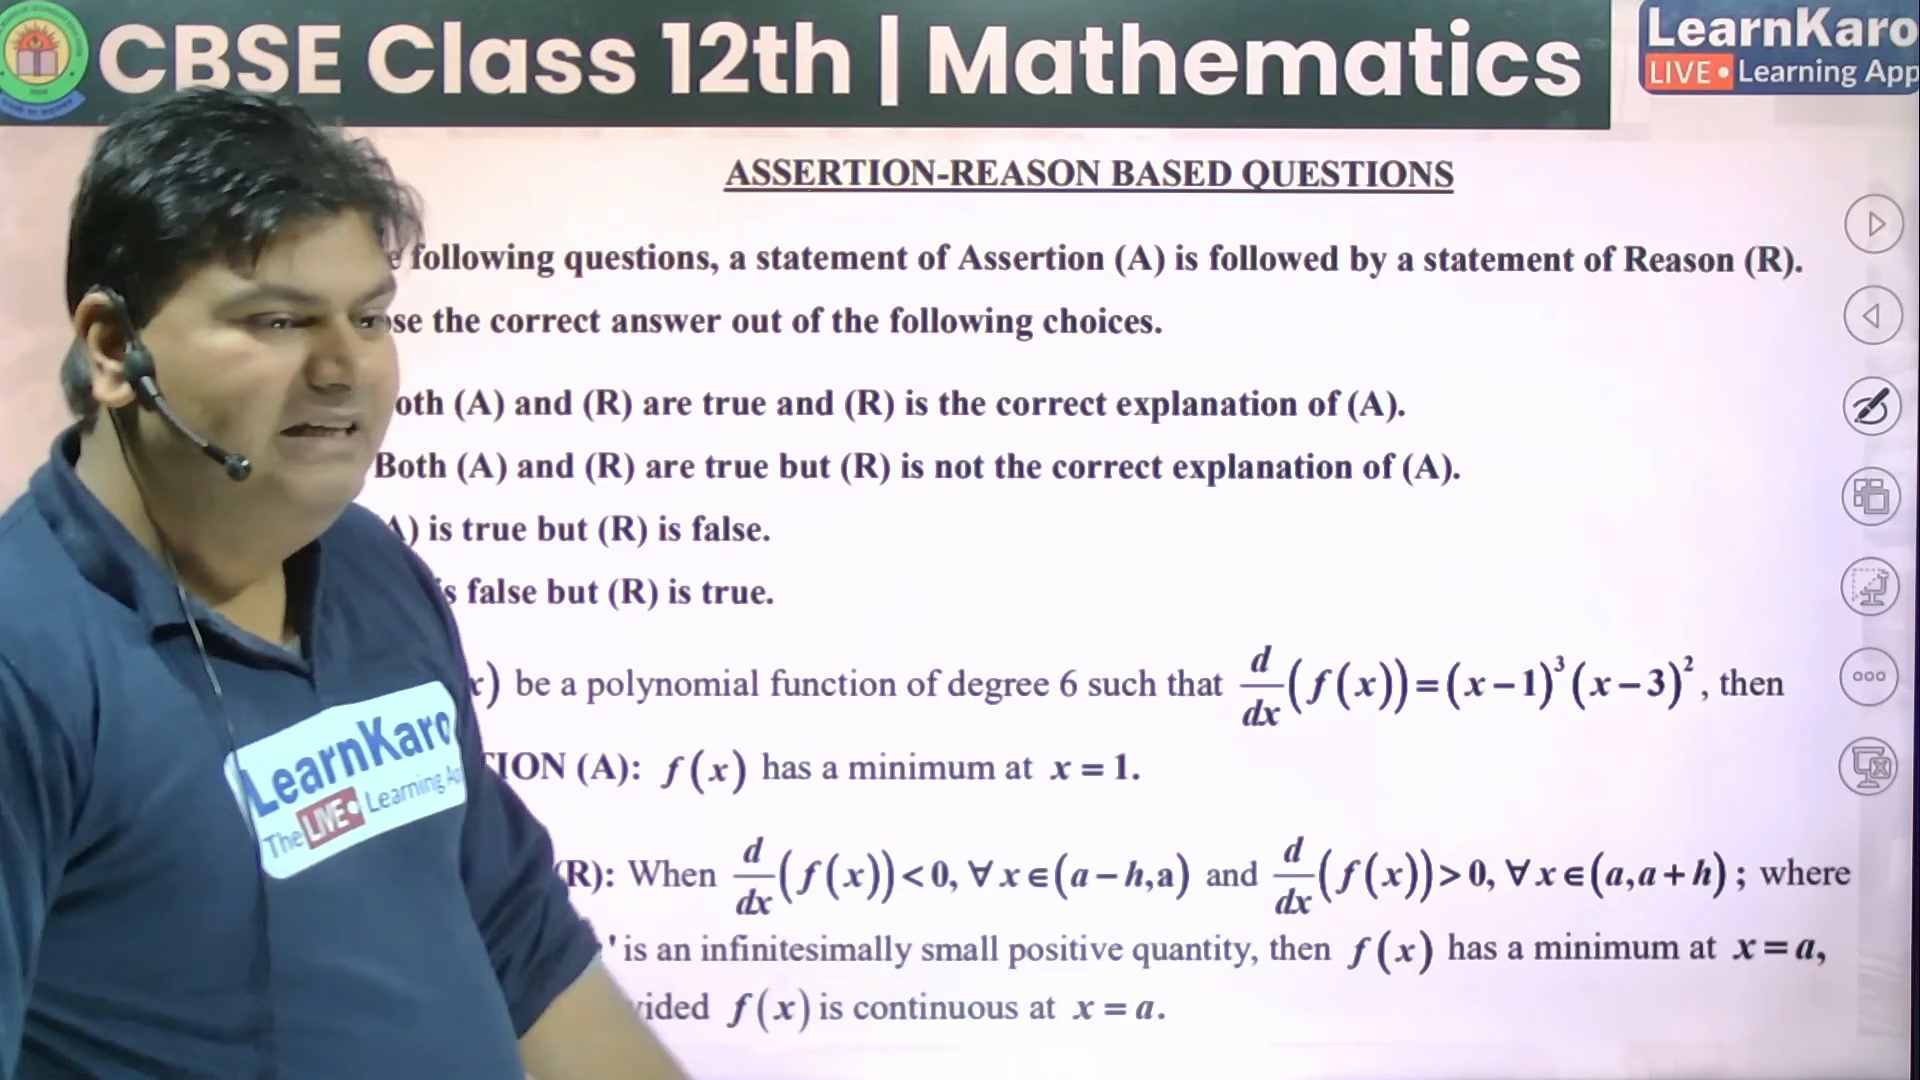 CBSE Class 12th | Mathematics
LearnKaro
LIVE • Learning App
ASSERTION-REASON BASED QUESTIONS
following questions, a statement of Assertion (A) is followed by a statement of Reason (R).
the correct answer out of the following choices.
(A) and (R) are true and (R) is the correct explanation of (A).
Both (A) and (R) are true but (R) is not the correct explanation of (A).
is true but (R) is false.
false but (R) is true.
be a polynomial function of degree 6 such that d/dx (f(x)) = (x−1)³(x−3)², then
(A): f(x) has a minimum at x = 1.
(R): When d/dx (f(x)) < 0, ∀ x ∈ (a−h,a) and d/dx (f(x)) > 0, ∀ x ∈ (a,a+h); where
' is an infinitesimally small positive quantity, then f(x) has a minimum at x = a,
f(x) is continuous at x = a.
LearnKaro
The LIVE • Learning